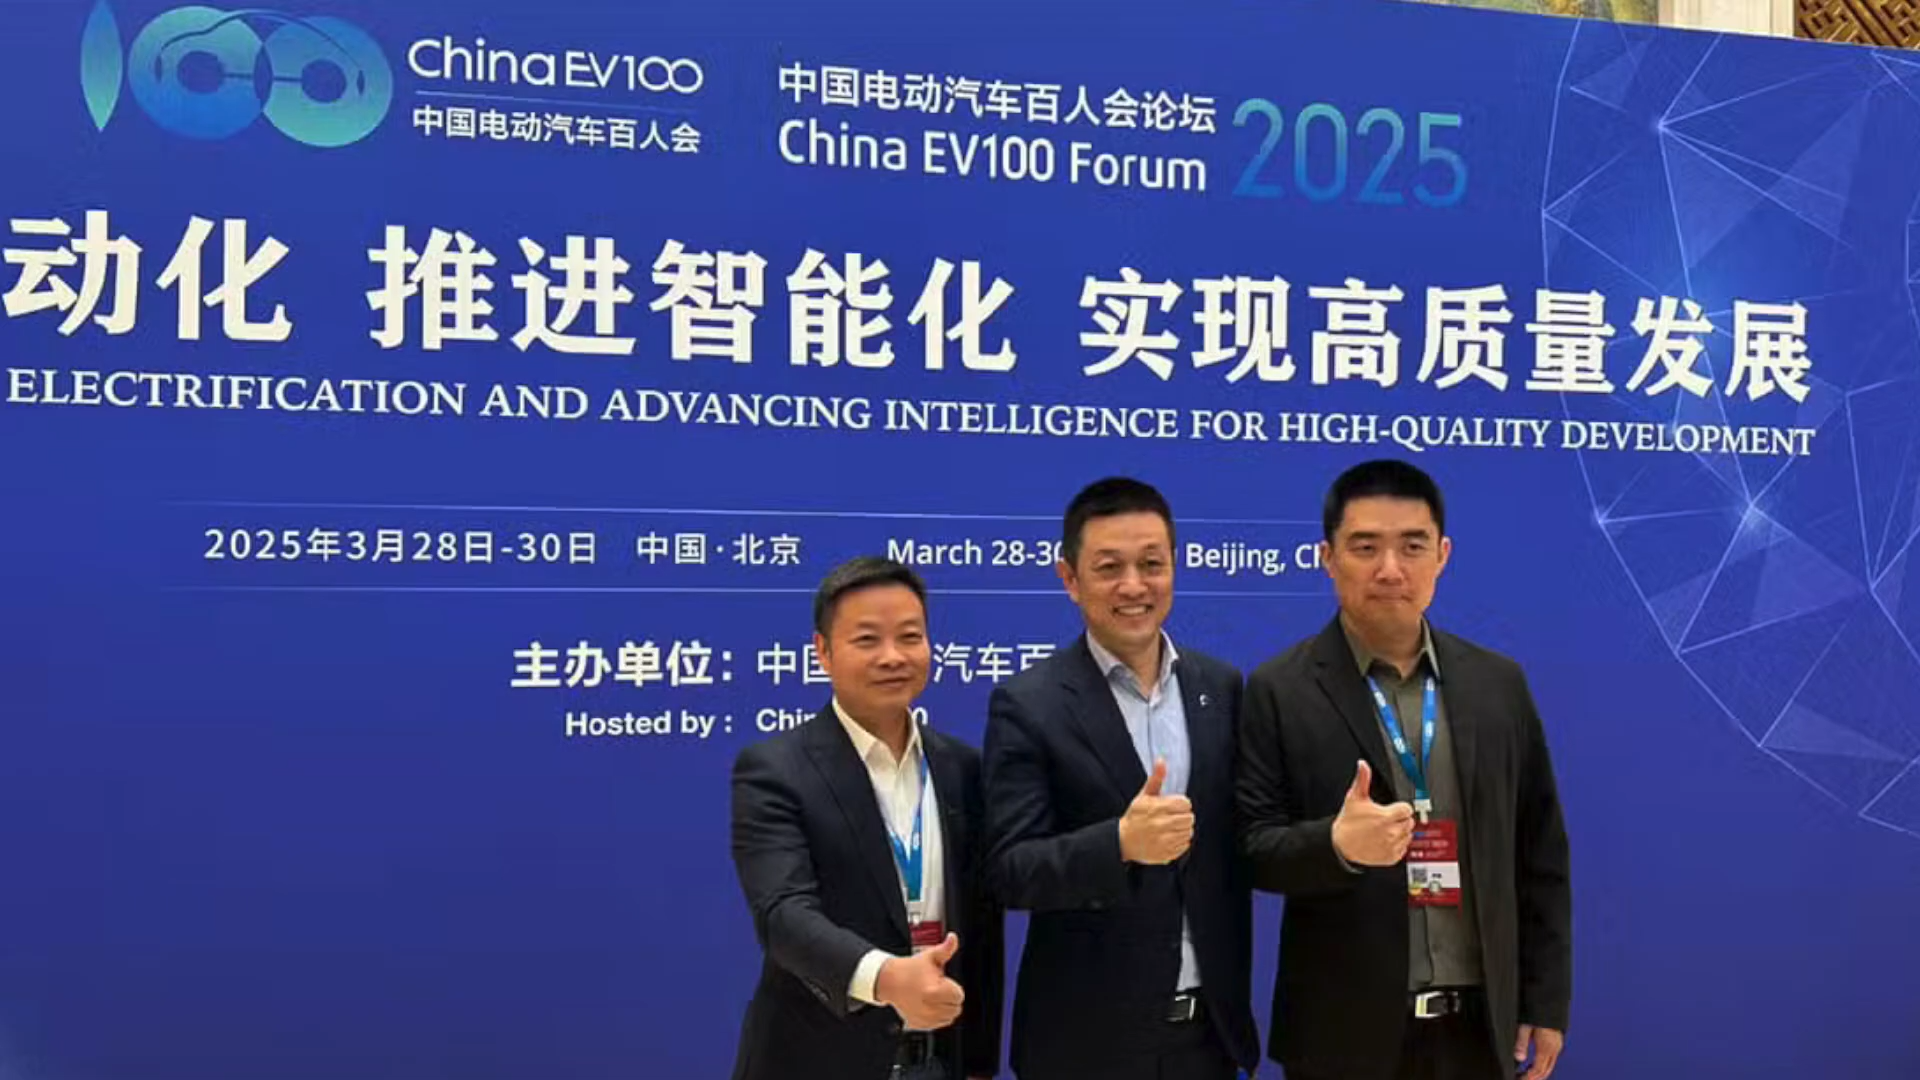 China EV100
中国电动汽车百人会
中国电动汽车百人会论坛
China EV100 Forum
2025
动化 推进智能化 实现高质量发展
ELECTRIFICATION AND ADVANCING INTELLIGENCE FOR HIGH-QUALITY DEVELOPMENT
2025年3月28日-30日 中国·北京
March 28-30 Beijing,
主办单位：中国 汽车百
Hosted by :